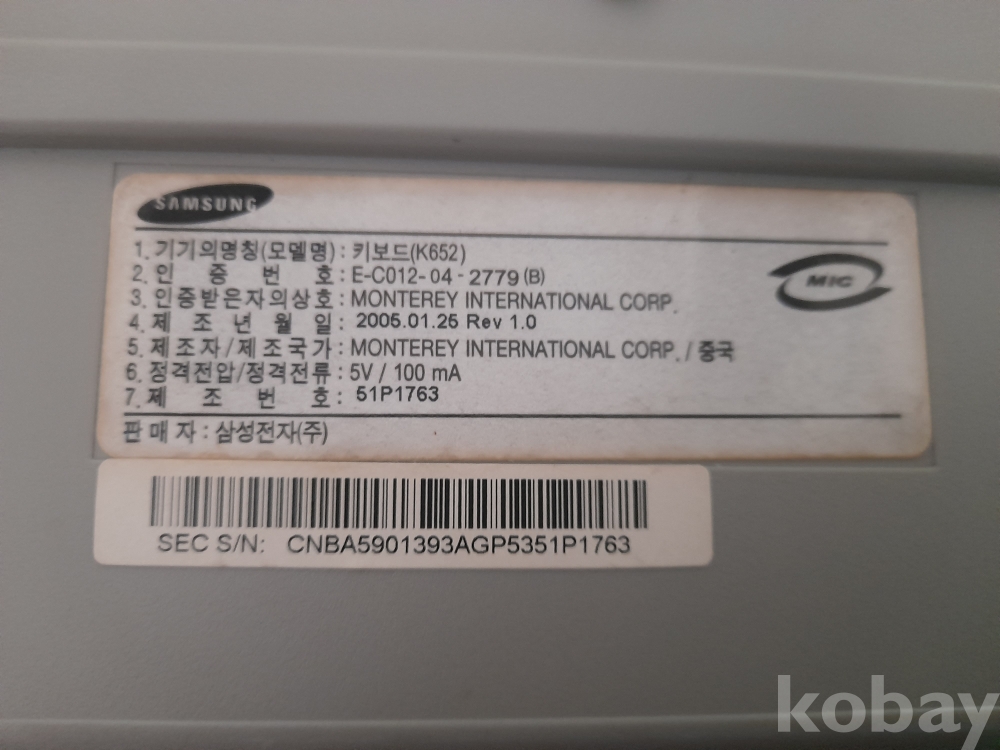 SAMSUNG
1. 기기의명칭(모델명) : 키보드(K652)
2. 인 증 번 호 : E-C012-04-2779 (B)
3. 인증받은자의상호 : MONTEREY INTERNATIONAL CORP.
4. 제 조 년 월 일 : 2005.01.25 Rev 1.0
5. 제조자/제조국가 : MONTEREY INTERNATIONAL CORP. / 중국
6. 정격전압/정격전류 : 5V / 100 mA
7. 제 조 번 호 : 51P1763
MIC
판 매 자 : 삼성전자(주)
SEC S/N: CNBA5901393AGP5351P1763
kobay